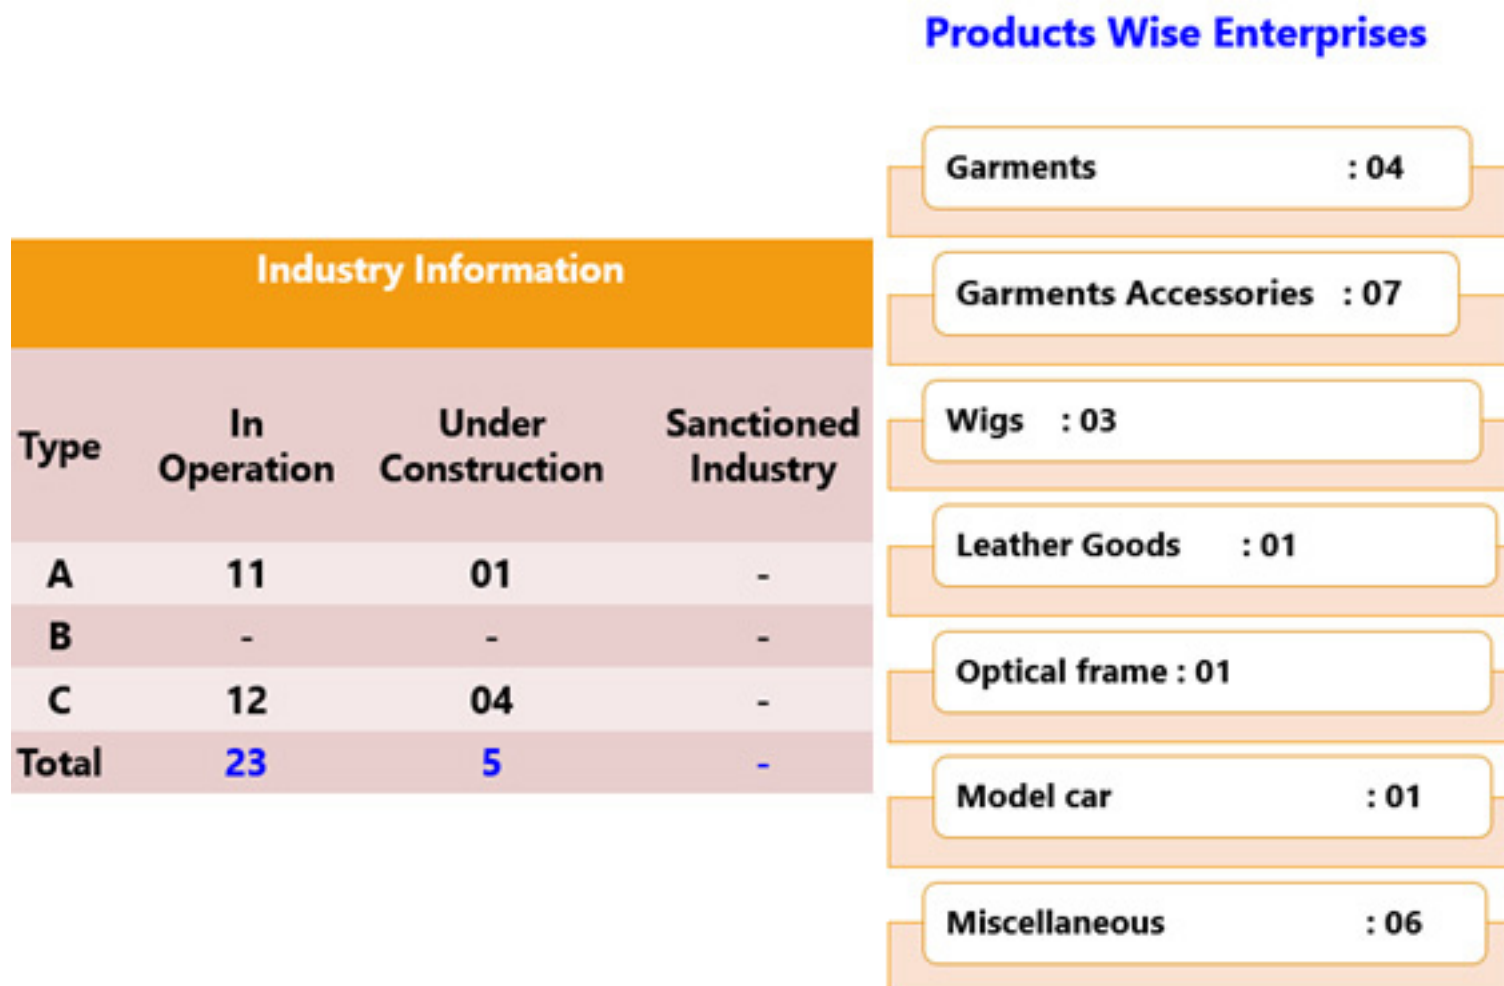 Products Wise Enterprises
Industry Information
Type In Operation Under Construction Sanctioned Industry
A 11 01 -
B - - -
C 12 04 -
Total 23 5 -
Garments : 04
Garments Accessories : 07
Wigs : 03
Leather Goods : 01
Optical frame : 01
Model car : 01
Miscellaneous : 06